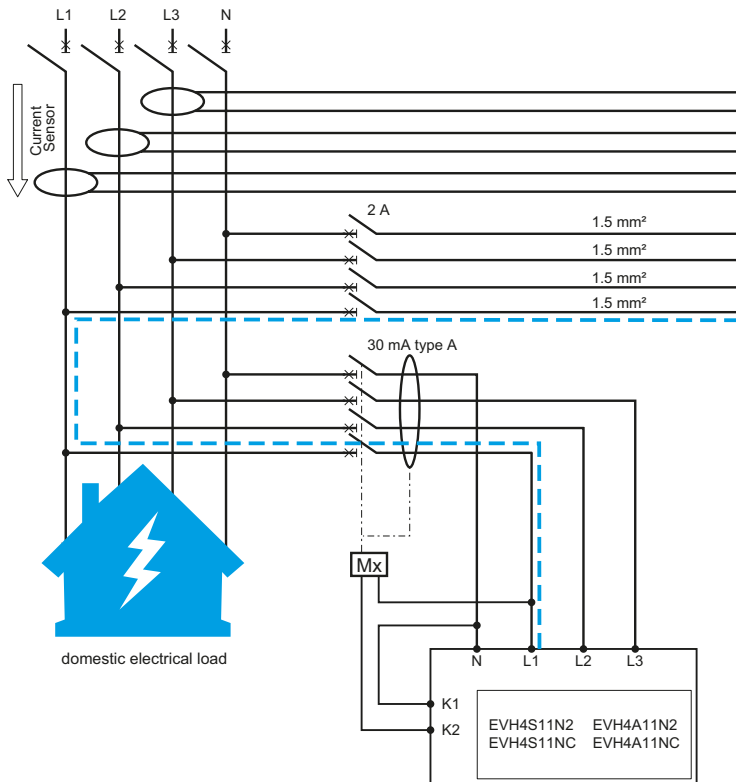 L1 L2 L3 N
Current
Sensor
2 A
1.5 mm²
1.5 mm²
1.5 mm²
1.5 mm²
30 mA type A
Mx
domestic electrical load
N L1 L2 L3
K1
K2
EVH4S11N2 EVH4A11N2
EVH4S11NC EVH4A11NC